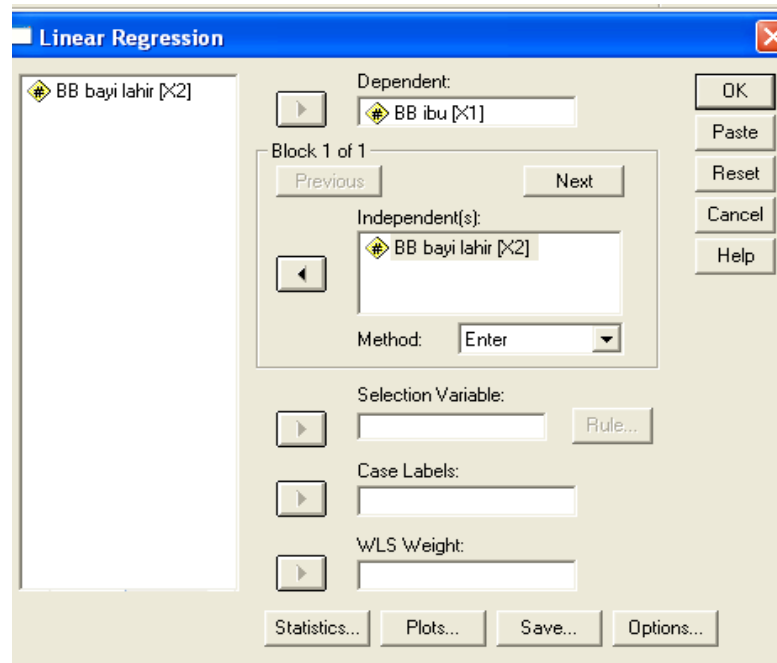 Linear Regression
BB bayi lahir [X2]
Dependent:
BB ibu [X1]
Block 1 of 1
Previous
Next
Independent(s):
BB bayi lahir [X2]
Method:
Enter
Selection Variable:
Rule...
Case Labels:
WLS Weight:
Statistics...
Plots...
Save...
Options...
OK
Paste
Reset
Cancel
Help